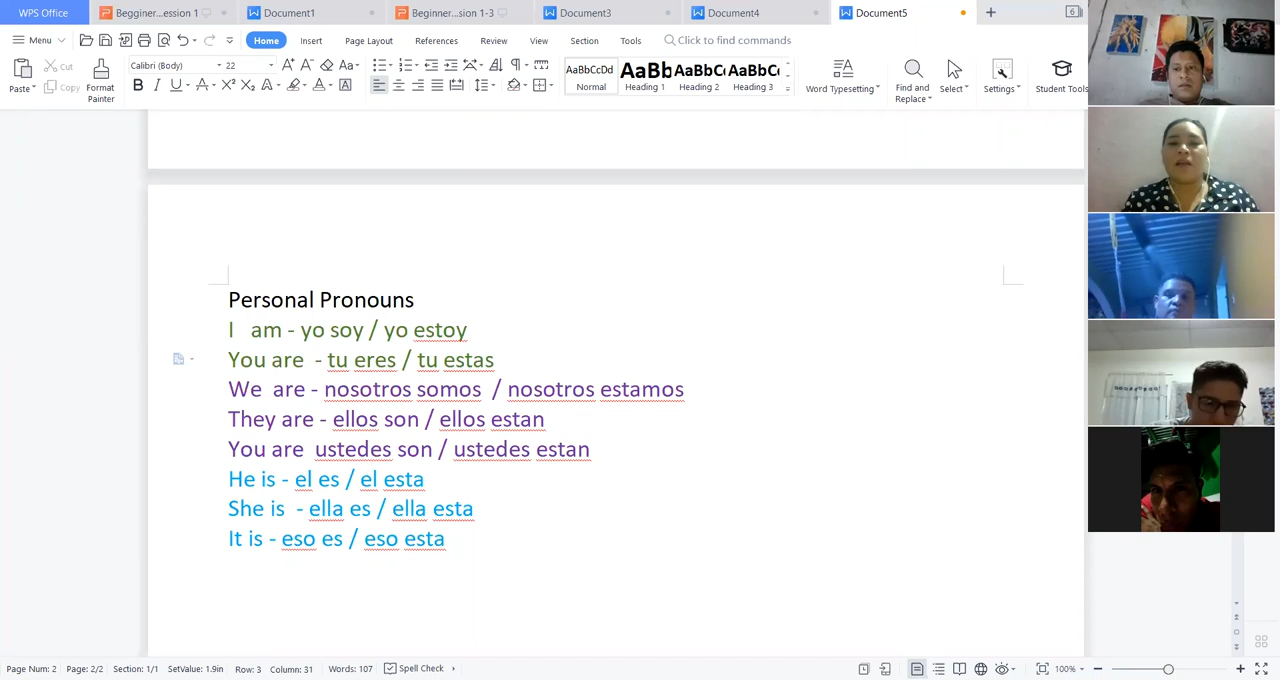 WPS Office Begginer...ession 1 Document1 Beginner...sion 1-3 Document3 Document4 Document5 6
Menu Home Insert Page Layout References Review View Section Tools Click to find commands
Cut Calibri (Body) 22 AaBbCcDd AaBb AaBbC AaBbC
Paste Copy Format Painter Normal Heading 1 Heading 2 Heading 3 Word Typesetting Find and Replace Select Settings Student Tools
Personal Pronouns
I am - yo soy / yo estoy
You are - tu eres / tu estas
We are - nosotros somos / nosotros estamos
They are - ellos son / ellos estan
You are ustedes son / ustedes estan
He is - el es / el esta
She is - ella es / ella esta
It is - eso es / eso esta
Page Num: 2 Page: 2/2 Section: 1/1 SetValue: 1.9in Row: 3 Column: 31 Words: 107 Spell Check 100%